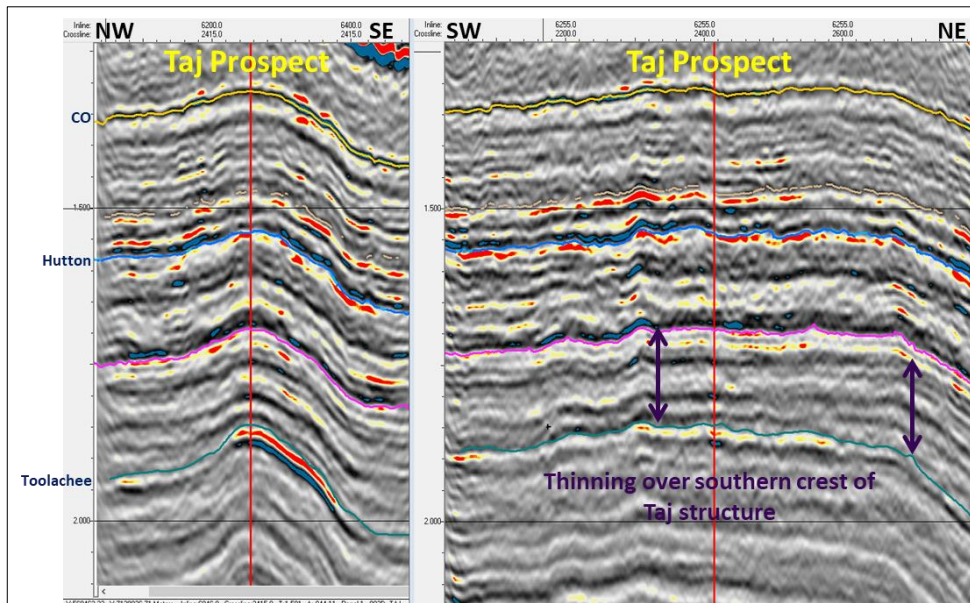 Inline:
Crossline:
6200.0
2415.0
6400.0
2415.0
NW
SE
Taj Prospect
CO
1.500
Hutton
Toolachee
2.000
Inline:
Crossline:
6255.0
2200.0
6255.0
2400.0
6255.0
2600.0
SW
NE
Taj Prospect
1.500
Thinning over southern crest of
Taj structure
2.000